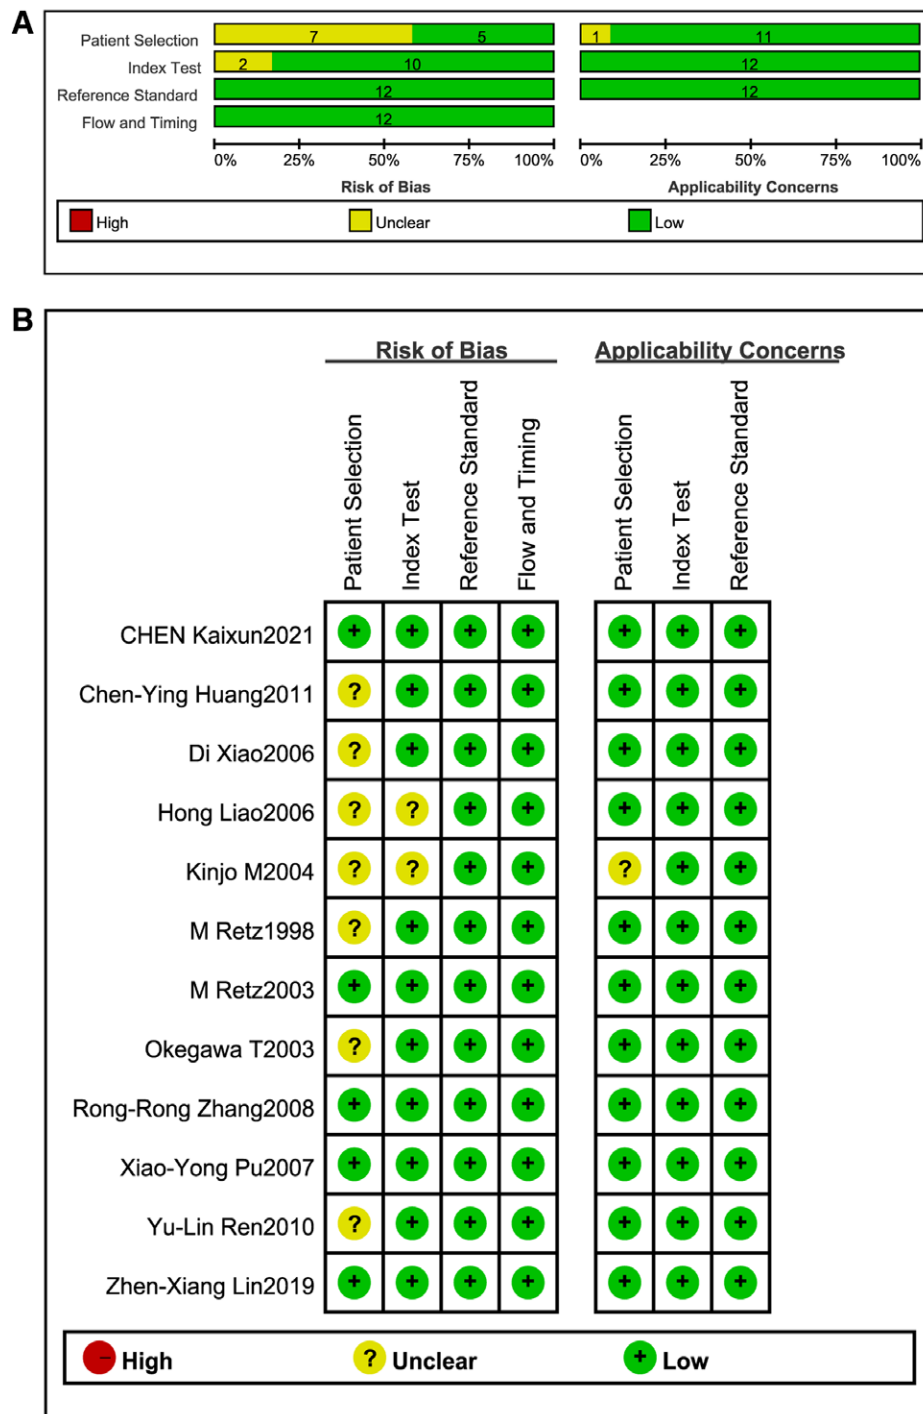 A
Patient Selection 7 5 1 11
Index Test 2 10 12
Reference Standard 12 12
Flow and Timing 12
0% 25% 50% 75% 100% 0% 25% 50% 75% 100%
Risk of Bias Applicability Concerns
High Unclear Low
B
Risk of Bias Applicability Concerns
Patient Selection
Index Test
Reference Standard
Flow and Timing
Patient Selection
Index Test
Reference Standard
CHEN Kaixun2021 + + + + + + +
Chen-Ying Huang2011 ? + + + + + +
Di Xiao2006 ? + + + + + +
Hong Liao2006 ? ? + + + + +
Kinjo M2004 ? ? + + ? + +
M Retz1998 ? + + + + + +
M Retz2003 + + + + + + +
Okegawa T2003 ? + + + + + +
Rong-Rong Zhang2008 + + + + + + +
Xiao-Yong Pu2007 + + + + + + +
Yu-Lin Ren2010 ? + + + + + +
Zhen-Xiang Lin2019 + + + + + + +
– High ? Unclear + Low